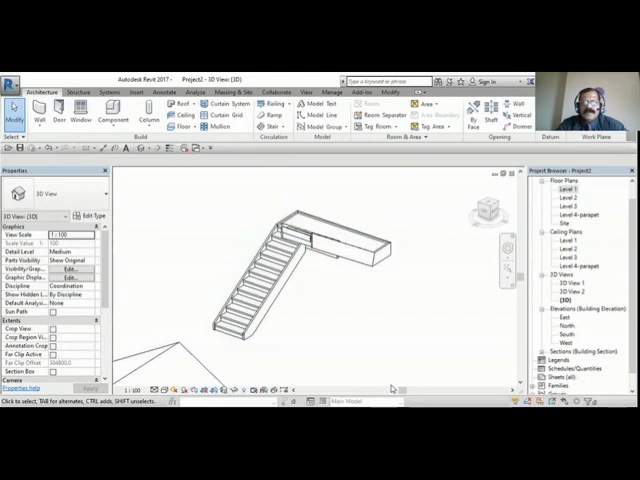 Autodesk Revit 2017 - Project2 - 3D View: {3D}
Type a keyword or phrase
Sign In
Architecture Structure Systems Insert Annotate Analyze Massing & Site Collaborate View Manage Add-Ins Modify
Modify Wall Door Window Component Column
Roof Ceiling Floor
Curtain System Curtain Grid Mullion
Railing Ramp Stair
Model Text Model Line Model Group
Room Room Separator Tag Room
Area Area Boundary Tag Area
By Face Shaft Wall Vertical Dormer
Select Build Circulation Model Room & Area Opening Datum Work Plane
Properties
3D View
3D View: {3D} Edit Type
Graphics
View Scale 1 : 100
Scale Value 1: 100
Detail Level Medium
Parts Visibility Show Original
Visibility/Grap... Edit...
Graphic Displa... Edit...
Discipline Coordination
Show Hidden L... By Discipline
Default Analysi... None
Sun Path
Extents
Crop View
Crop Region Vi...
Annotation Crop
Far Clip Active
Far Clip Offset 304800.0
Section Box
Camera
Properties help Apply
1 : 100
Project Browser - Project2
Floor Plans
Level 1
Level 2
Level 3
Level 4-parapet
Site
Ceiling Plans
Level 1
Level 2
Level 3
Level 4-parapet
3D Views
3D View 1
3D View 2
{3D}
Elevations (Building Elevation)
East
North
South
West
Sections (Building Section)
Legends
Schedules/Quantities
Sheets (all)
Families
Click to select, TAB for alternates, CTRL adds, SHIFT unselects.
:0
Main Model
:0